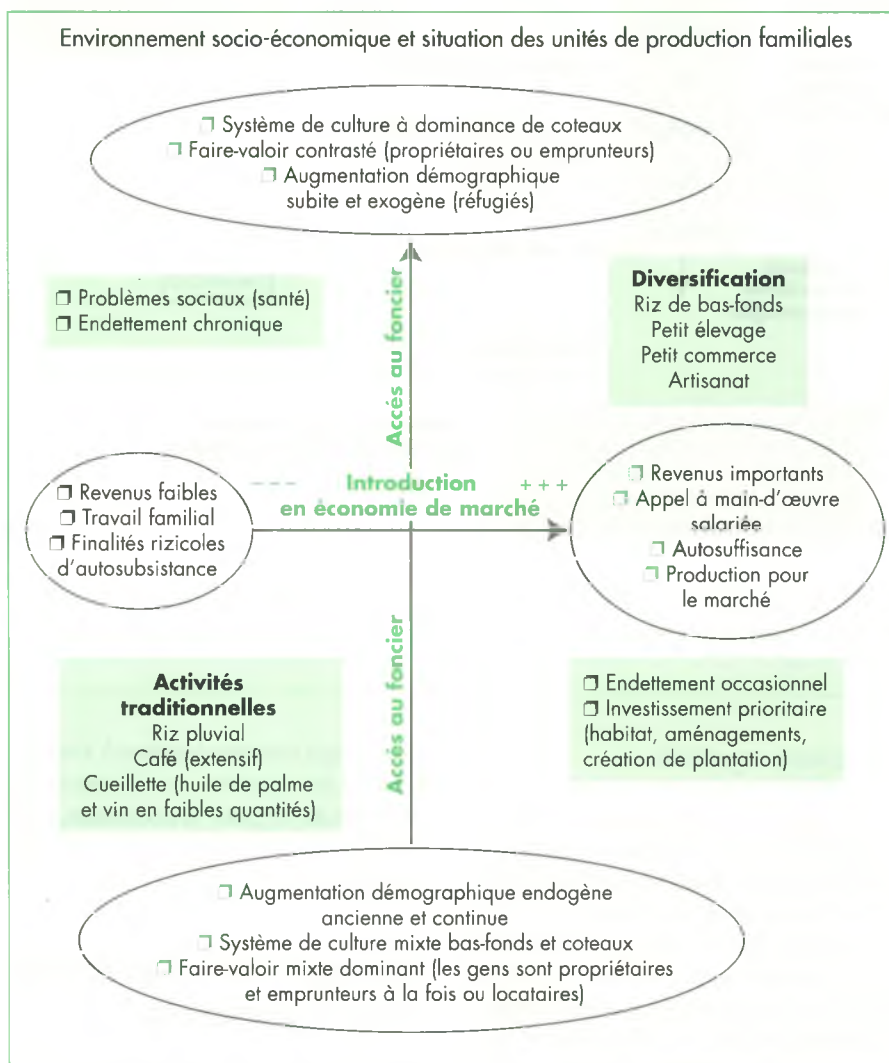 Environnement socio-économique et situation des unités de production familiales
❒ Système de culture à dominance de coteaux
❒ Faire-valoir contrasté (propriétaires ou emprunteurs)
❒ Augmentation démographique
subite et exogène (réfugiés)
❒ Problèmes sociaux (santé)
❒ Endettement chronique
Accés au foncier
Diversification
Riz de bas-fonds
Petit élevage
Petit commerce
Artisanat
❒ Revenus faibles
❒ Travail familial
❒ Finalités rizicoles
d'autosubsistance
– – – Introduction + + +
en économie de marché
❒ Revenus importants
❒ Appel à main-d'œuvre
salariée
❒ Autosuffisance
❒ Production pour
le marché
Activités
traditionnelles
Riz pluvial
Café (extensif)
Cueillette (huile de palme
et vin en faibles quantités)
Accés au foncier
❒ Endettement occasionnel
❒ Investissement prioritaire
(habitat, aménagements,
création de plantation)
❒ Augmentation démographique endogène
ancienne et continue
❒ Système de culture mixte bas-fonds et coteaux
❒ Faire-valoir mixte dominant (les gens sont propriétaires
et emprunteurs à la fois ou locataires)